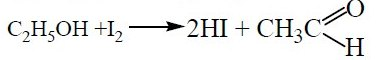 C₂H₅OH +I₂ ⟶ 2HI + CH₃C
O
H